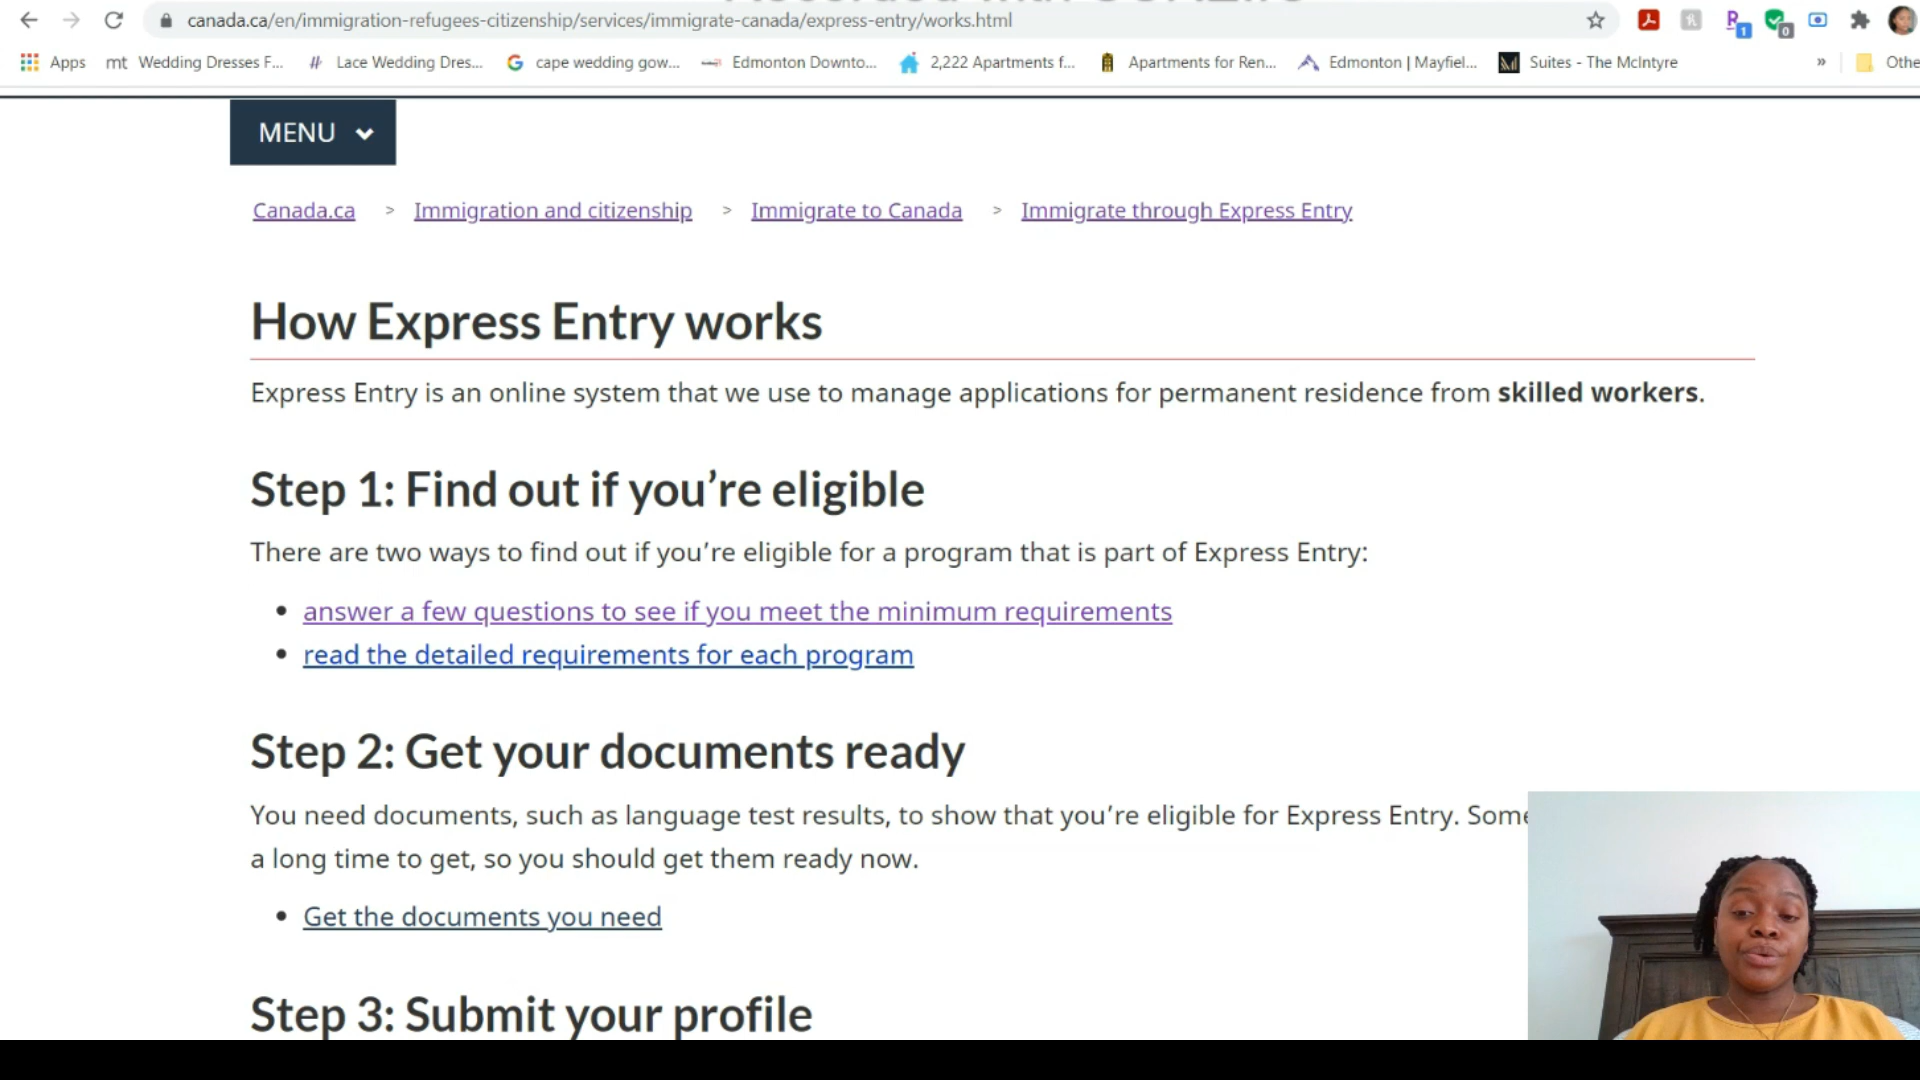 canada.ca/en/immigration-refugees-citizenship/services/immigrate-canada/express-entry/works.html
Apps mt Wedding Dresses F... Lace Wedding Dres... cape wedding gow... Edmonton Downto... 2,222 Apartments f... Apartments for Ren... Edmonton | Mayfiel... Suites - The McIntyre » Othe
MENU
Canada.ca > Immigration and citizenship > Immigrate to Canada > Immigrate through Express Entry
How Express Entry works
Express Entry is an online system that we use to manage applications for permanent residence from skilled workers.
Step 1: Find out if you’re eligible
There are two ways to find out if you’re eligible for a program that is part of Express Entry:
• answer a few questions to see if you meet the minimum requirements
• read the detailed requirements for each program
Step 2: Get your documents ready
You need documents, such as language test results, to show that you’re eligible for Express Entry. Some
a long time to get, so you should get them ready now.
• Get the documents you need
Step 3: Submit your profile